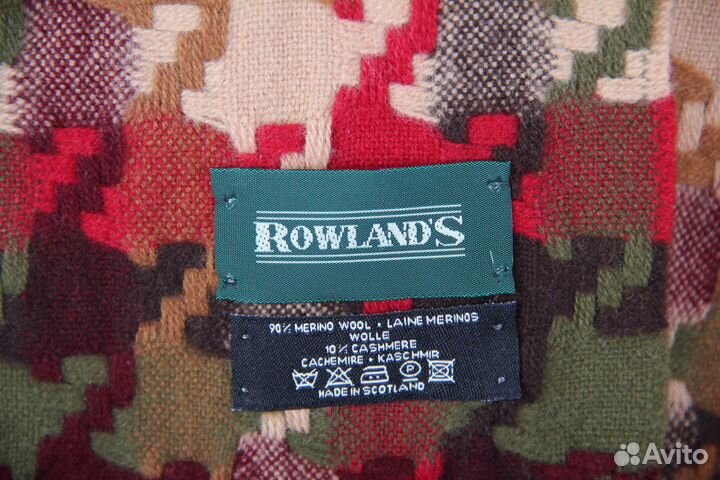 ROWLAND'S
90% MERINO WOOL • LAINE MERINOS
WOLLE
10% CASHMERE
CACHEMIRE • KASCHMIR
P
MADE IN SCOTLAND
Avito